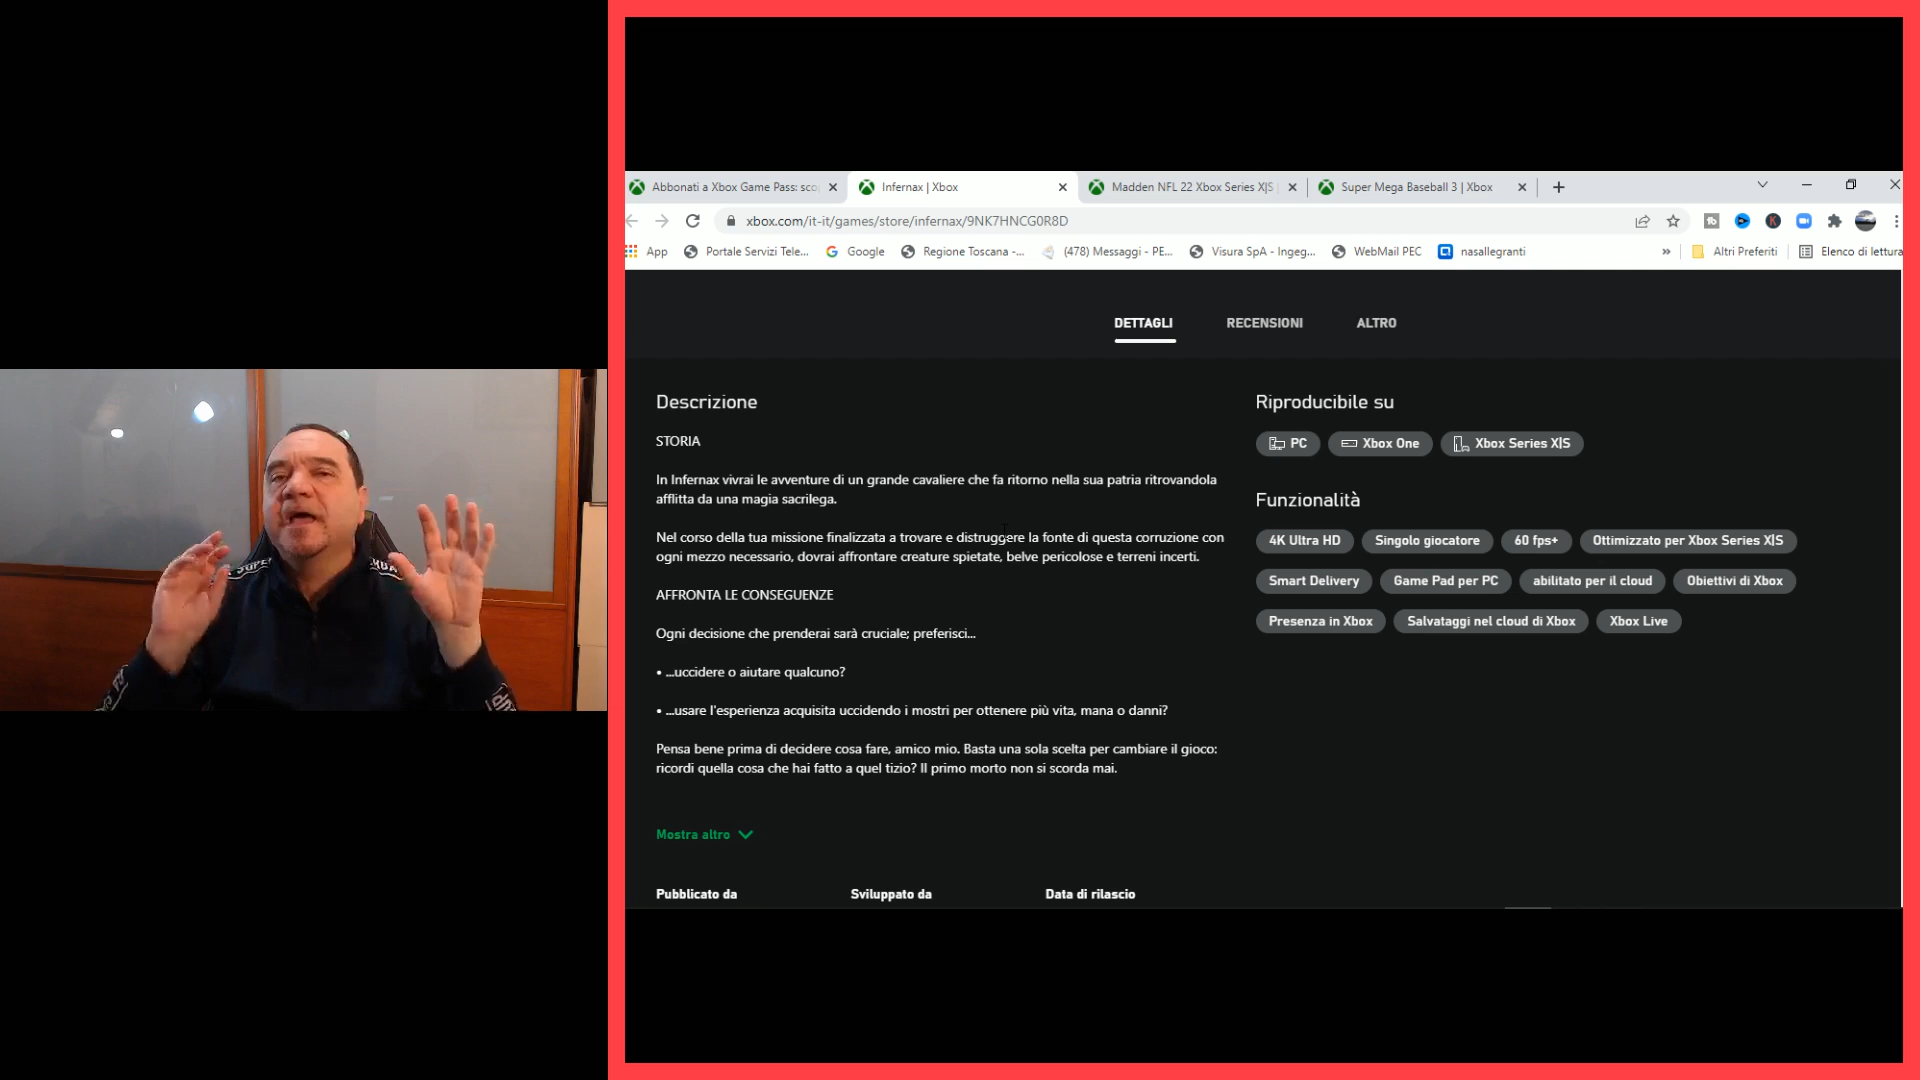 Abbonati a Xbox Game Pass: sco
Infernax | Xbox
Madden NFL 22 Xbox Series X|S
Super Mega Baseball 3 | Xbox
xbox.com/it-it/games/store/infernax/9NK7HNCG0R8D
App
Portale Servizi Tele...
Google
Regione Toscana -...
(478) Messaggi - PE...
Visura SpA - Ingeg...
WebMail PEC
nasallegranti
»
Altri Preferiti
Elenco di lettura
DETTAGLI
RECENSIONI
ALTRO
Descrizione
STORIA
In Infernax vivrai le avventure di un grande cavaliere che fa ritorno nella sua patria ritrovandola
afflitta da una magia sacrilega.
Nel corso della tua missione finalizzata a trovare e distruggere la fonte di questa corruzione con
ogni mezzo necessario, dovrai affrontare creature spietate, belve pericolose e terreni incerti.
AFFRONTA LE CONSEGUENZE
Ogni decisione che prenderai sarà cruciale; preferisci...
• ...uccidere o aiutare qualcuno?
• ...usare l'esperienza acquisita uccidendo i mostri per ottenere più vita, mana o danni?
Pensa bene prima di decidere cosa fare, amico mio. Basta una sola scelta per cambiare il gioco:
ricordi quella cosa che hai fatto a quel tizio? Il primo morto non si scorda mai.
Mostra altro
Pubblicato da
Sviluppato da
Data di rilascio
Riproducibile su
PC
Xbox One
Xbox Series X|S
Funzionalità
4K Ultra HD
Singolo giocatore
60 fps+
Ottimizzato per Xbox Series X|S
Smart Delivery
Game Pad per PC
abilitato per il cloud
Obiettivi di Xbox
Presenza in Xbox
Salvataggi nel cloud di Xbox
Xbox Live